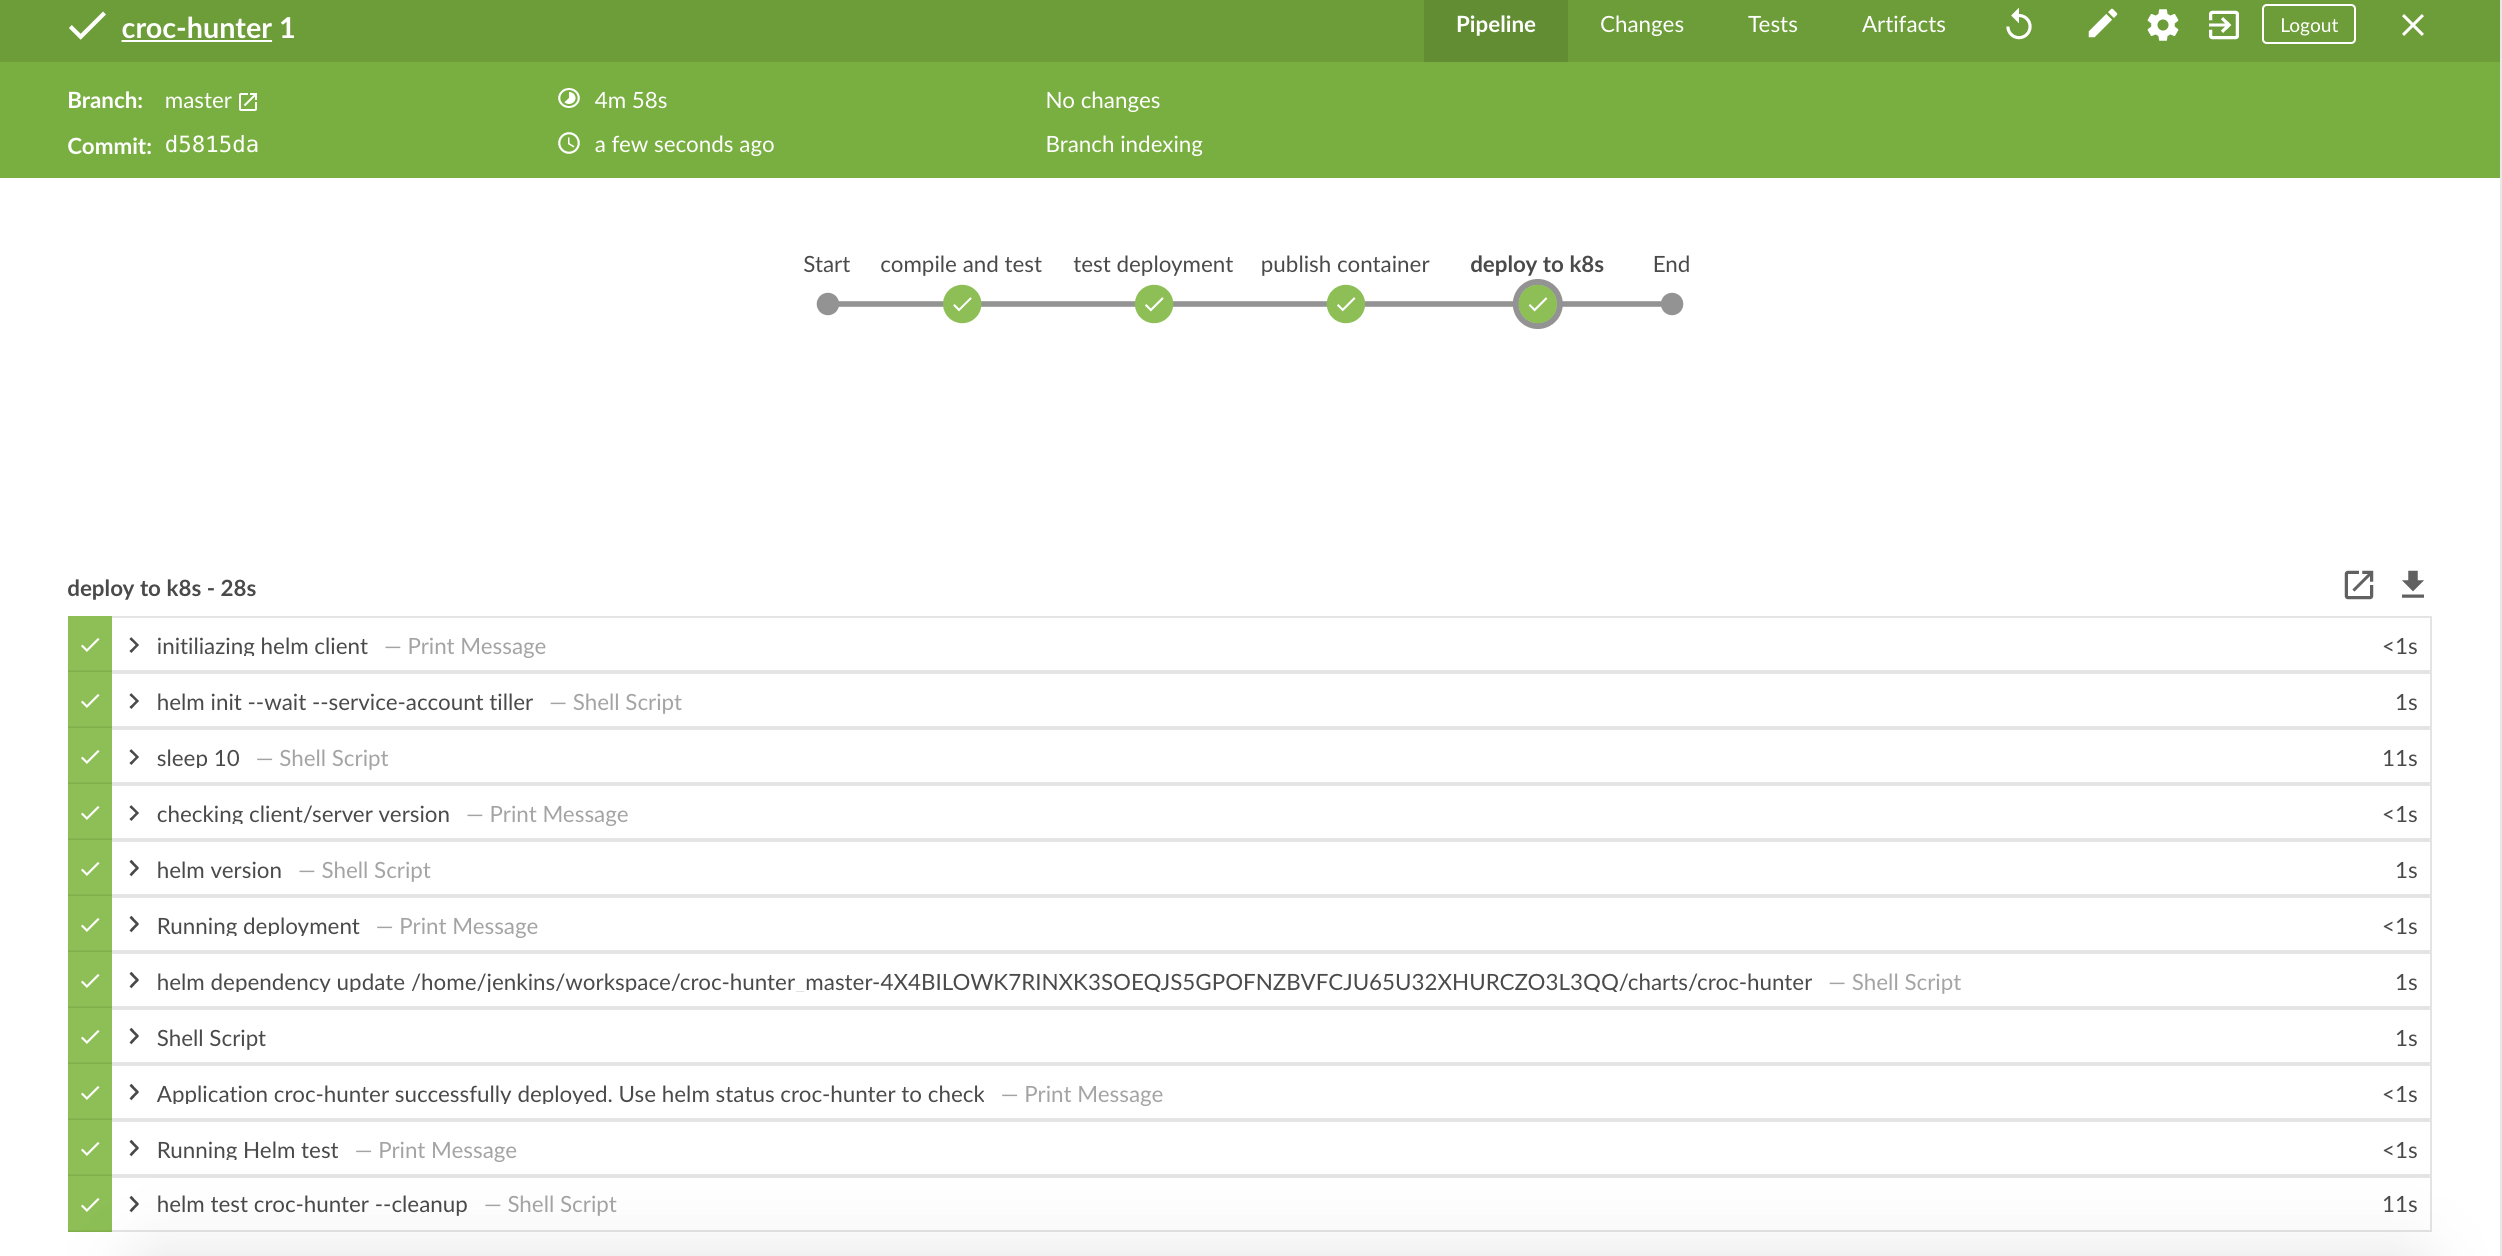 croc-hunter 1 Pipeline Changes Tests Artifacts Logout
Branch: master 4m 58s No changes
Commit: d5815da a few seconds ago Branch indexing
Start compile and test test deployment publish container deploy to k8s End
deploy to k8s - 28s
initiliazing helm client — Print Message <1s
helm init --wait --service-account tiller — Shell Script 1s
sleep 10 — Shell Script 11s
checking client/server version — Print Message <1s
helm version — Shell Script 1s
Running deployment — Print Message <1s
helm dependency update /home/jenkins/workspace/croc-hunter_master-4X4BILOWK7RINXK3SOEQJS5GPOFNZBVFCJU65U32XHURCZO3L3QQ/charts/croc-hunter — Shell Script 1s
Shell Script 1s
Application croc-hunter successfully deployed. Use helm status croc-hunter to check — Print Message <1s
Running Helm test — Print Message <1s
helm test croc-hunter --cleanup — Shell Script 11s